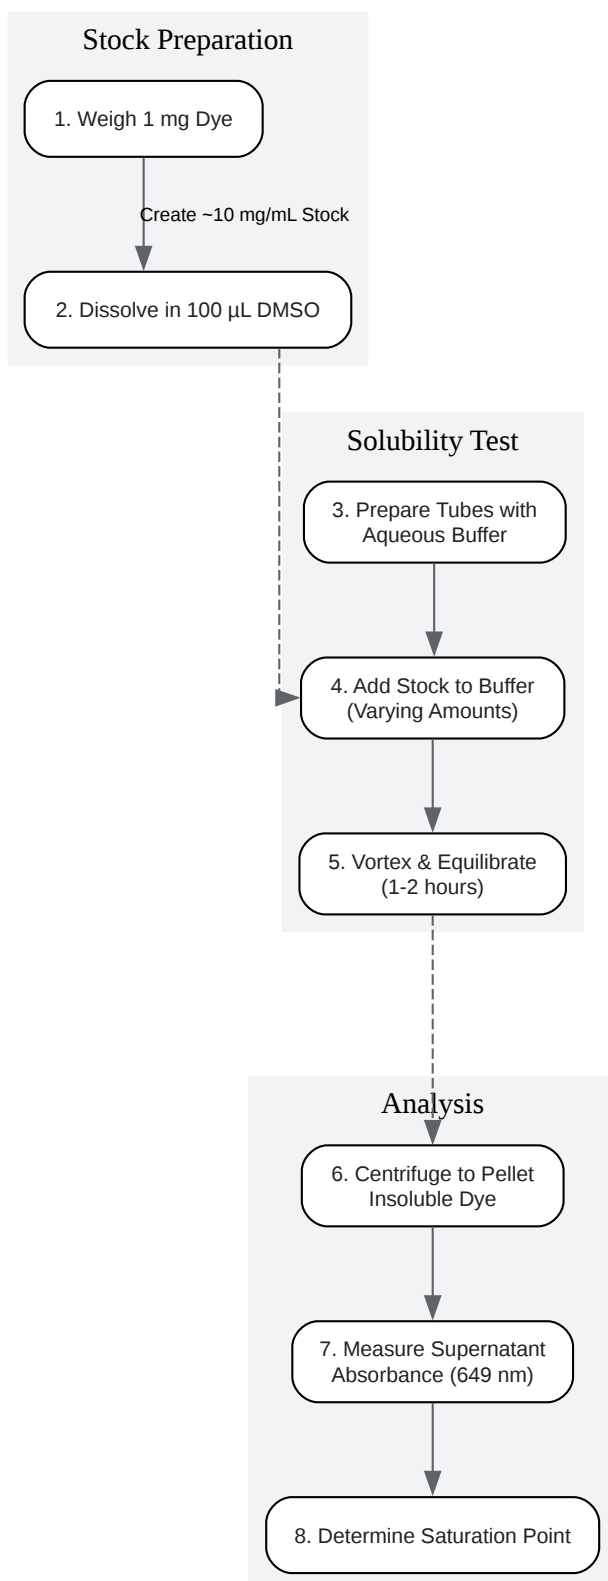 Stock Preparation
1. Weigh 1 mg Dye
Create ~10 mg/mL Stock
2. Dissolve in 100 µL DMSO
Solubility Test
3. Prepare Tubes with
Aqueous Buffer
4. Add Stock to Buffer
(Varying Amounts)
5. Vortex & Equilibrate
(1-2 hours)
Analysis
6. Centrifuge to Pellet
Insoluble Dye
7. Measure Supernatant
Absorbance (649 nm)
8. Determine Saturation Point